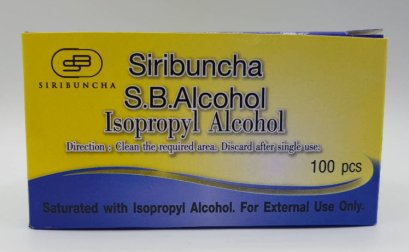 SB
SIRIBUNCHA
Siribuncha
S.B.Alcohol
Isopropyl Alcohol
Direction : Clean the required area. Discard after single use.
100 pcs
Saturated with Isopropyl Alcohol. For External Use Only.